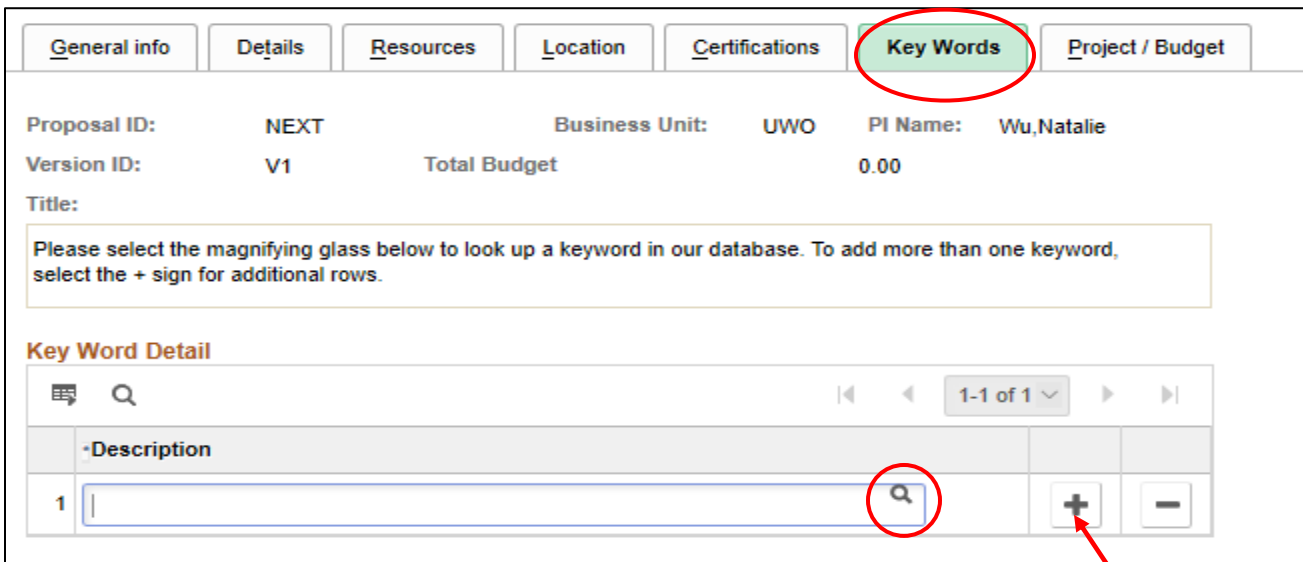 General info Details Resources Location Certifications Key Words Project / Budget
Proposal ID: NEXT Business Unit: UWO PI Name: Wu,Natalie
Version ID: V1 Total Budget 0.00
Title:
Please select the magnifying glass below to look up a keyword in our database. To add more than one keyword,
select the + sign for additional rows.
Key Word Detail
1-1 of 1
*Description
1